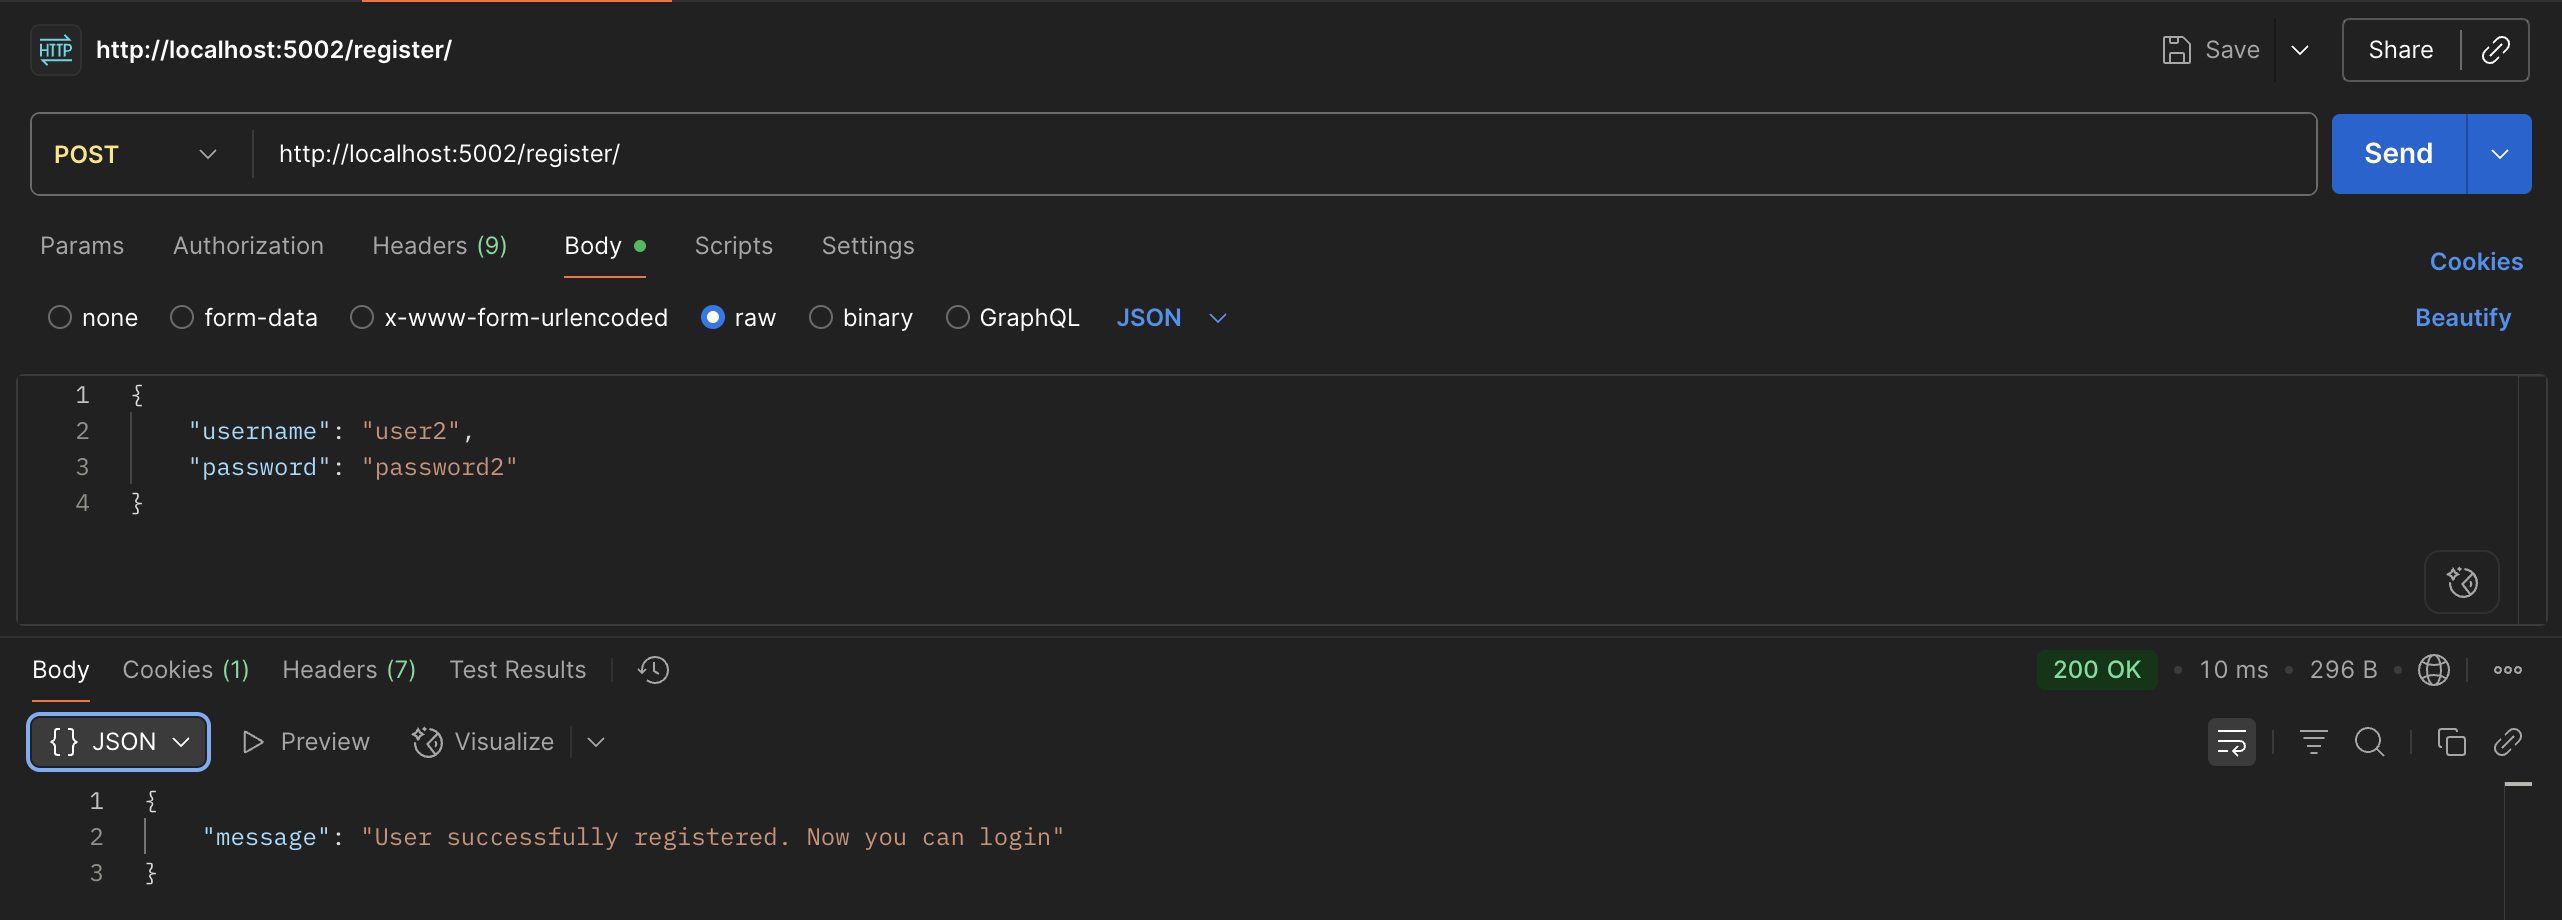 HTTP http://localhost:5002/register/ Save Share
POST http://localhost:5002/register/ Send
Params Authorization Headers (9) Body Scripts Settings Cookies
none form-data x-www-form-urlencoded raw binary GraphQL JSON Beautify
1 {
2 "username": "user2",
3 "password": "password2"
4 }
Body Cookies (1) Headers (7) Test Results 200 OK • 10 ms • 296 B •
{} JSON Preview Visualize
1 {
2 "message": "User successfully registered. Now you can login"
3 }